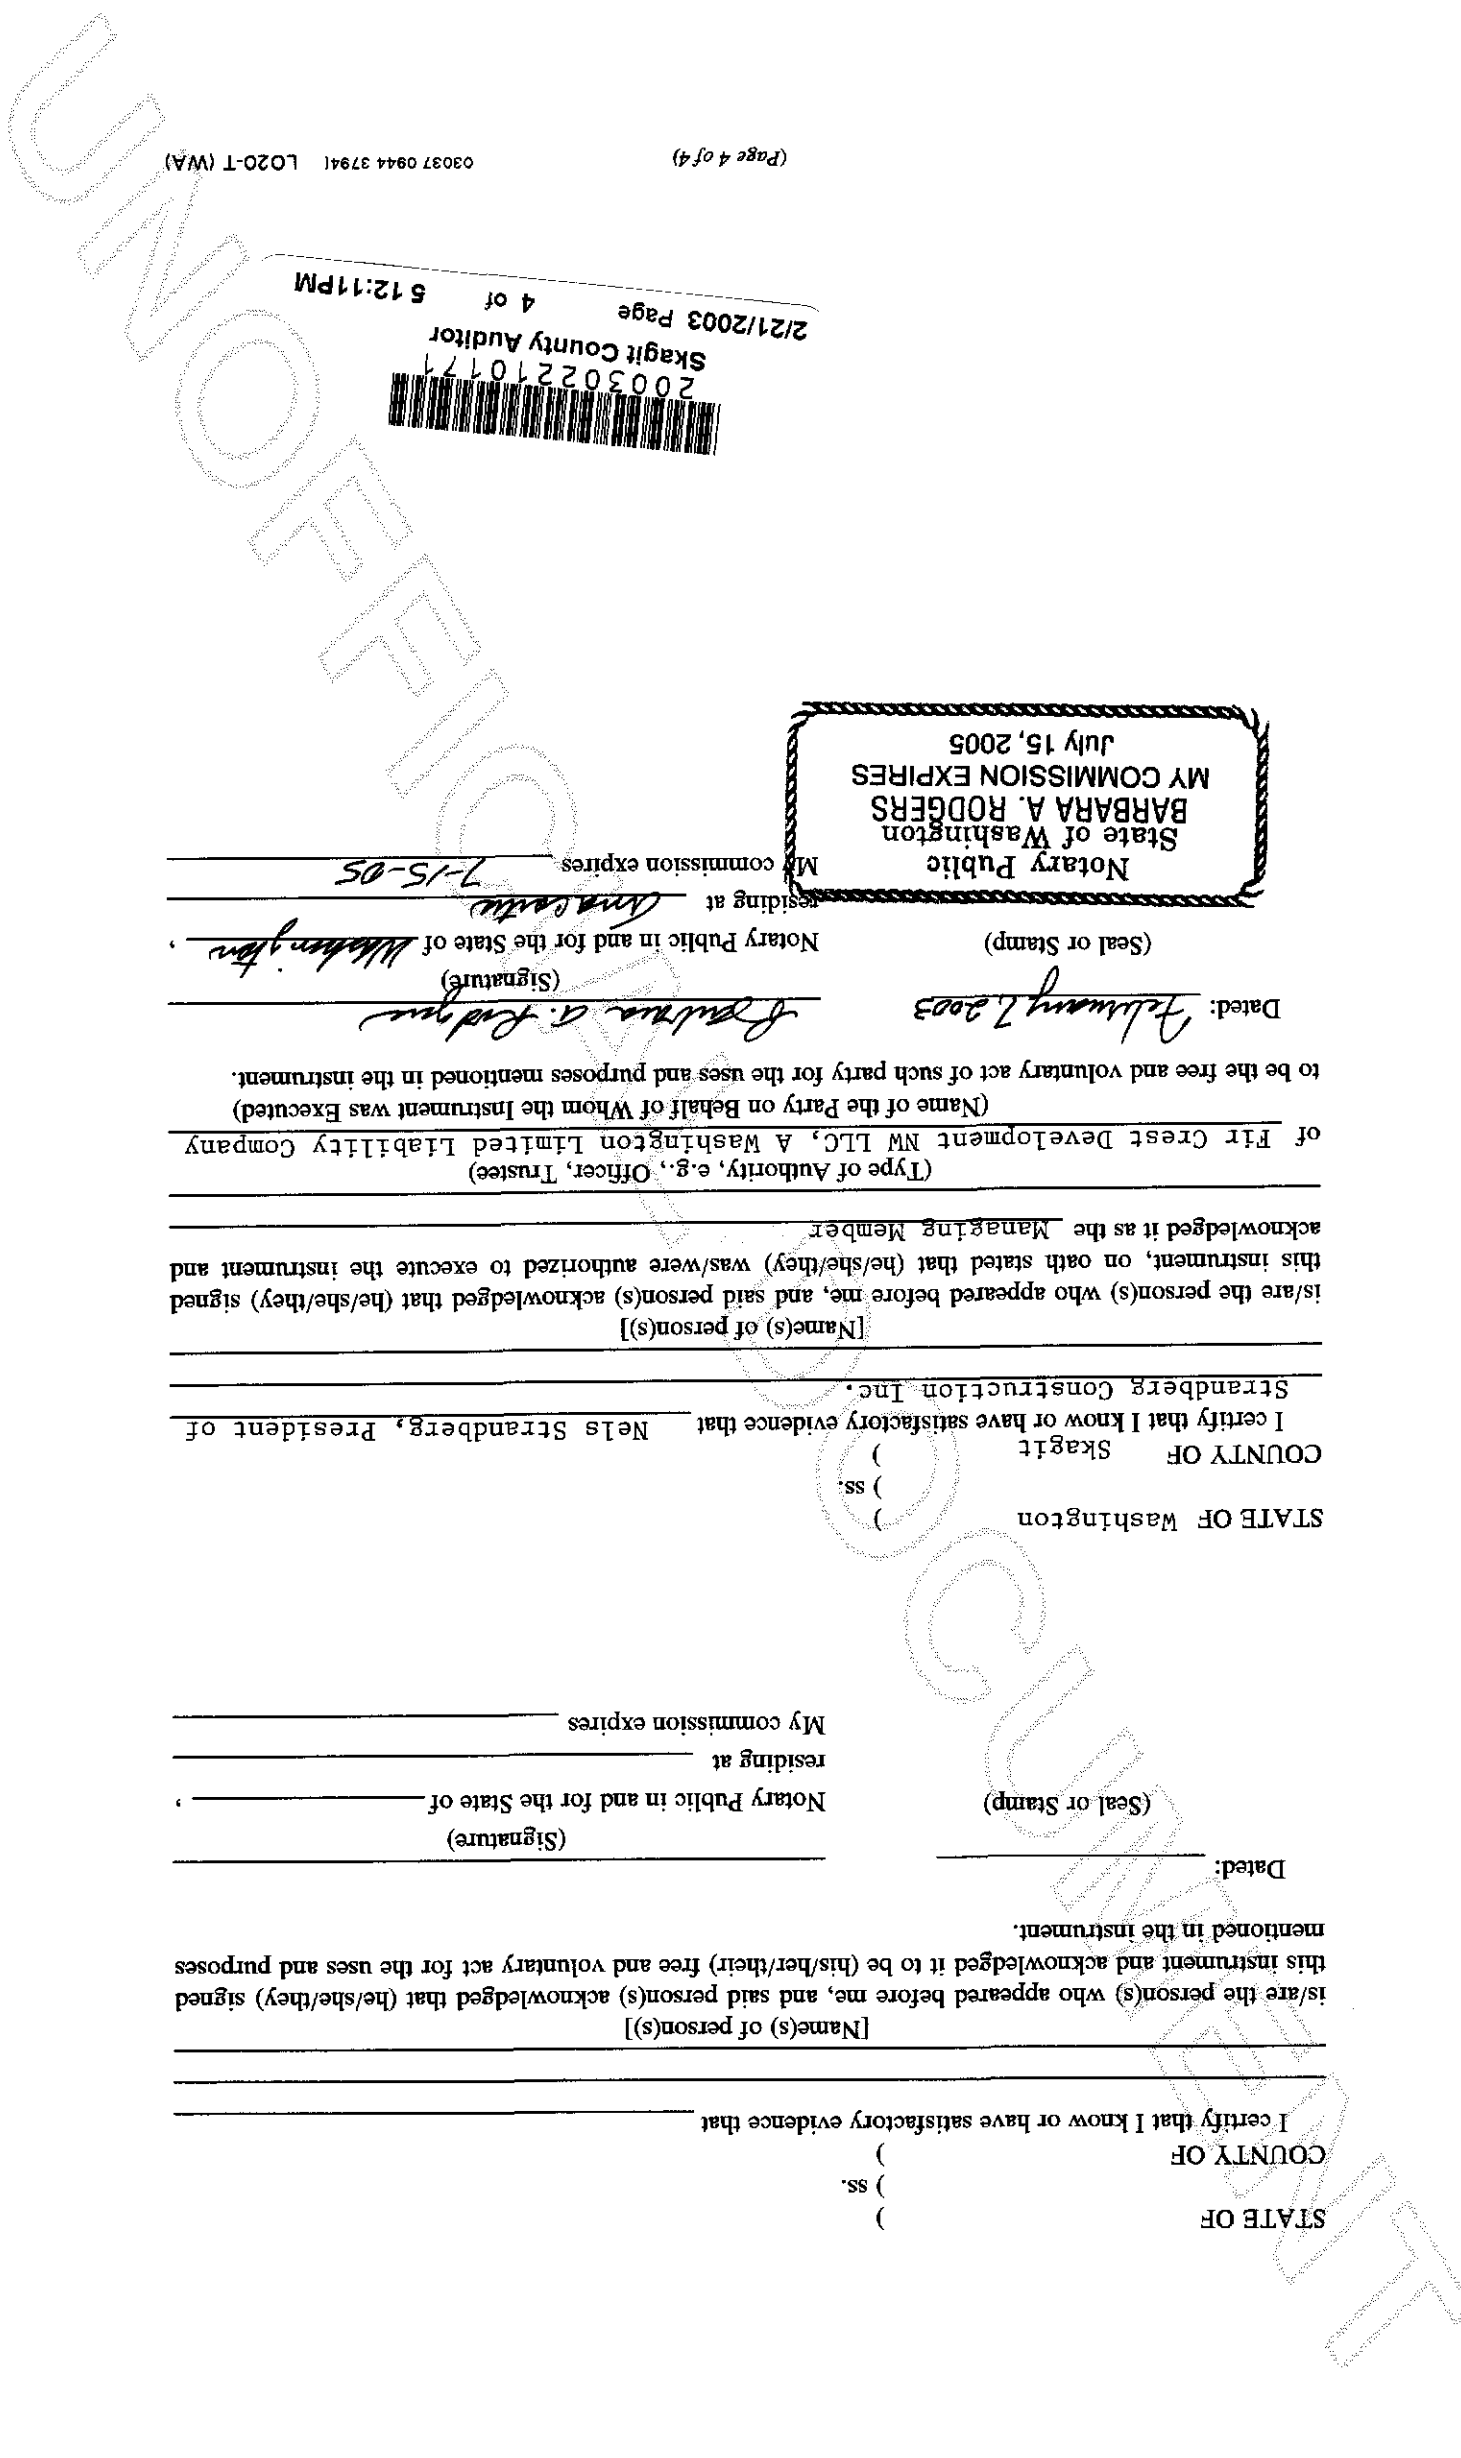 STATE OF )
) ss.
COUNTY OF )
I certify that I know or have satisfactory evidence that
[Name(s) of person(s)]
is/are the person(s) who appeared before me, and said person(s) acknowledged that (he/she/they) signed
this instrument and acknowledged it to be (his/her/their) free and voluntary act for the uses and purposes
mentioned in the instrument.
Dated:
(Signature)
(Seal or Stamp) Notary Public in and for the State of ,
residing at
My commission expires
STATE OF Washington )
) ss.
COUNTY OF Skagit )
I certify that I know or have satisfactory evidence that Nels Strandberg, President of
Strandberg Construction Inc.
[Name(s) of person(s)]
is/are the person(s) who appeared before me, and said person(s) acknowledged that (he/she/they) signed
this instrument, on oath stated that (he/she/they) was/were authorized to execute the instrument and
acknowledged it as the Managing Member
(Type of Authority, e.g., Officer, Trustee)
of Fir Crest Development NW LLC, A Washington Limited Liability Company
(Name of the Party on Behalf of Whom the Instrument was Executed)
to be the free and voluntary act of such party for the uses and purposes mentioned in the instrument.
Dated: February 7, 2003 Barbara A. Rodgers
(Signature)
(Seal or Stamp) Notary Public in and for the State of Washington ,
residing at Anacortes
My commission expires 7-15-05
Notary Public
State of Washington
BARBARA A. RODGERS
MY COMMISSION EXPIRES
July 15, 2005
200302210171
Skagit County Auditor
2/21/2003 Page 4 of 5 12:11PM
(Page 4 of 4) 03037 0944 3794( L020-T (WA)
UNOFFICIAL DOCUMENT